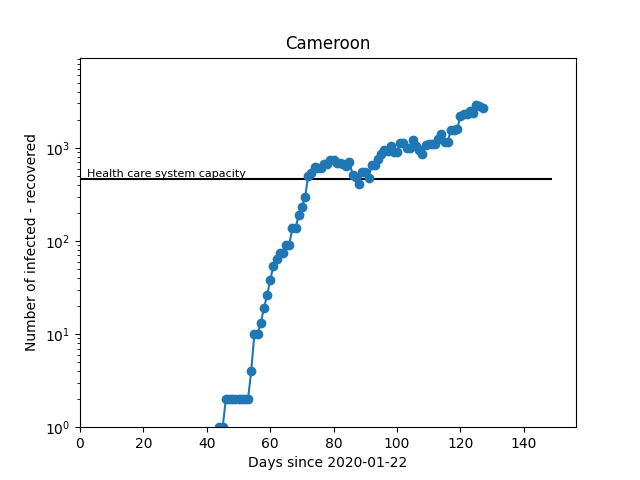 Cameroon
Number of infected - recovered
10³
10²
10¹
10⁰
Health care system capacity
0 20 40 60 80 100 120 140
Days since 2020-01-22